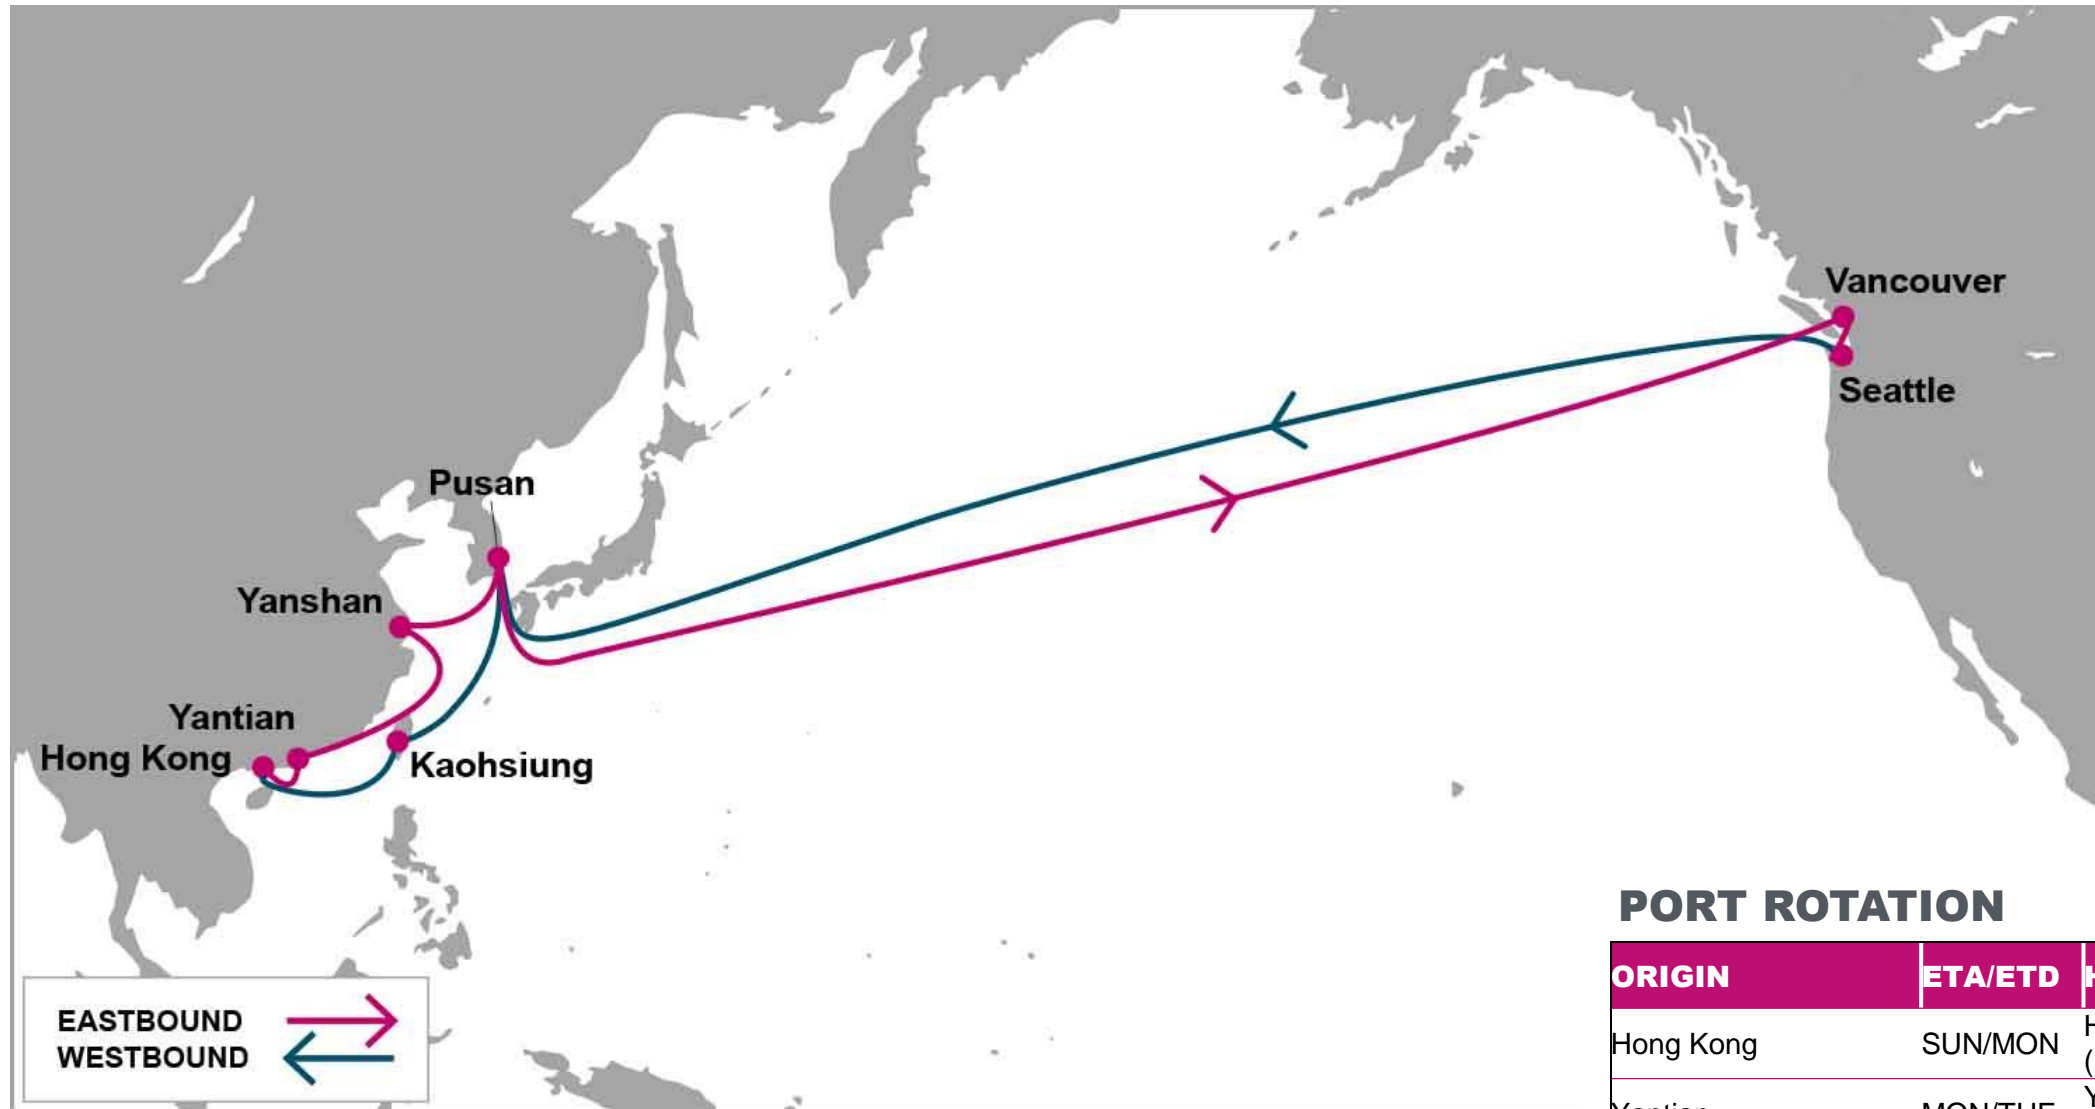 Vancouver
Seattle
Pusan
Yanshan
Yantian
Hong Kong
Kaohsiung
EASTBOUND
WESTBOUND
PORT ROTATION
ORIGIN ETA/ETD
Hong Kong SUN/MON